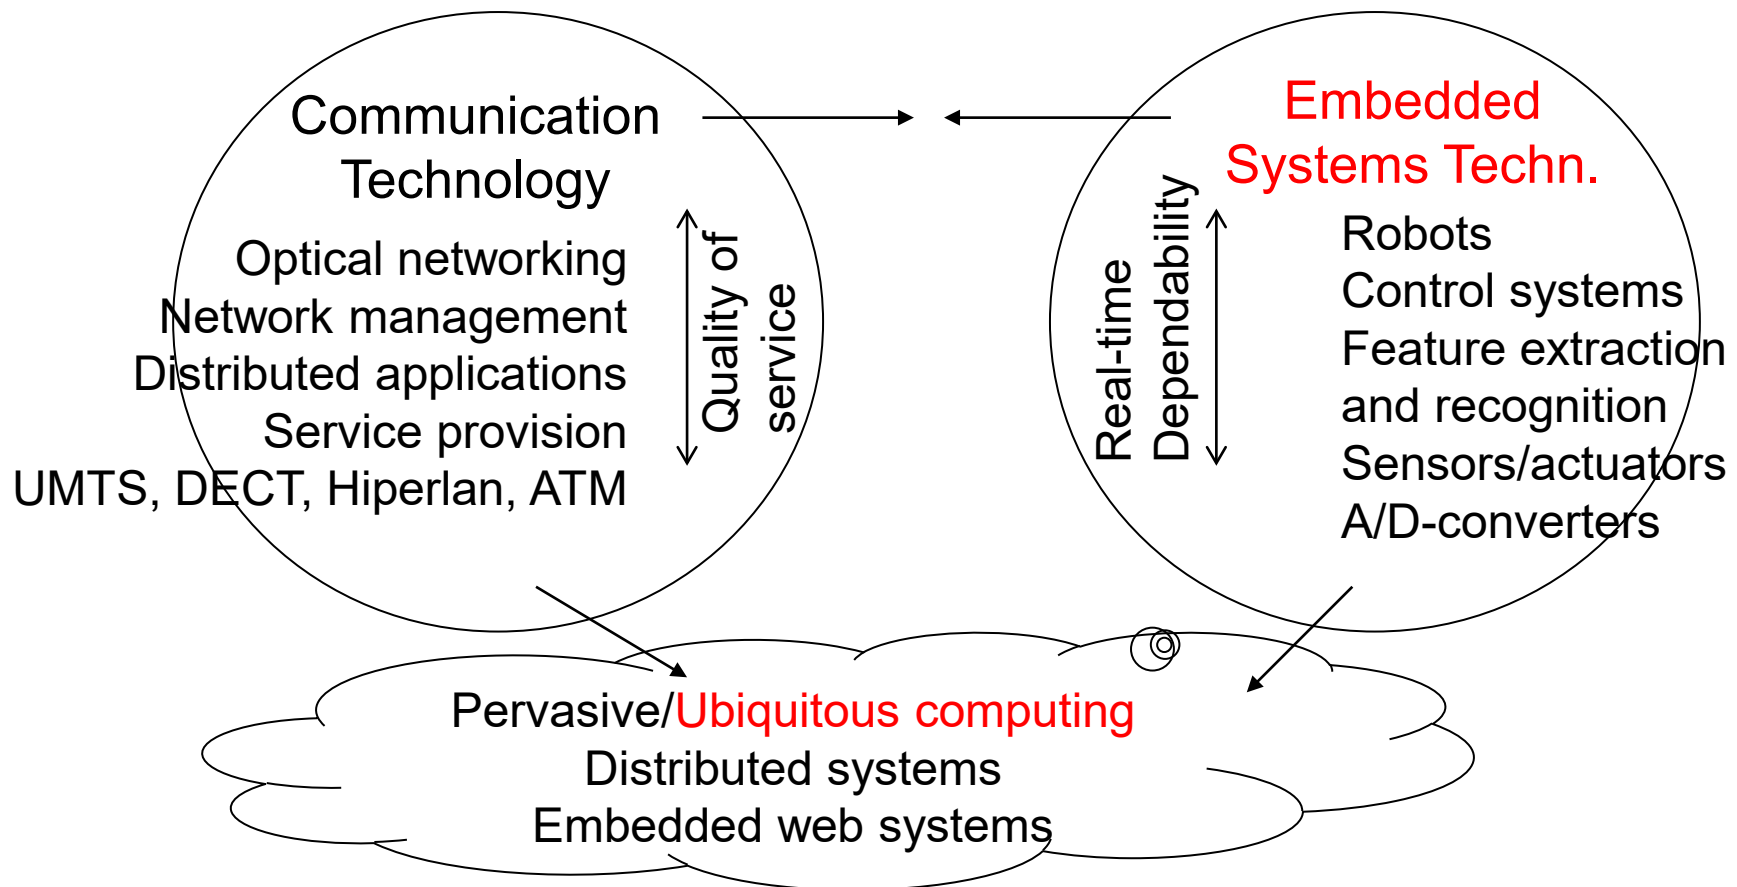 Communication
Technology
Optical networking
Network management
Distributed applications
Service provision
UMTS, DECT, Hiperlan, ATM
Quality of
service
Real-time
Dependability
Embedded
Systems Techn.
Robots
Control systems
Feature extraction
and recognition
Sensors/actuators
A/D-converters
Pervasive/Ubiquitous computing
Distributed systems
Embedded web systems